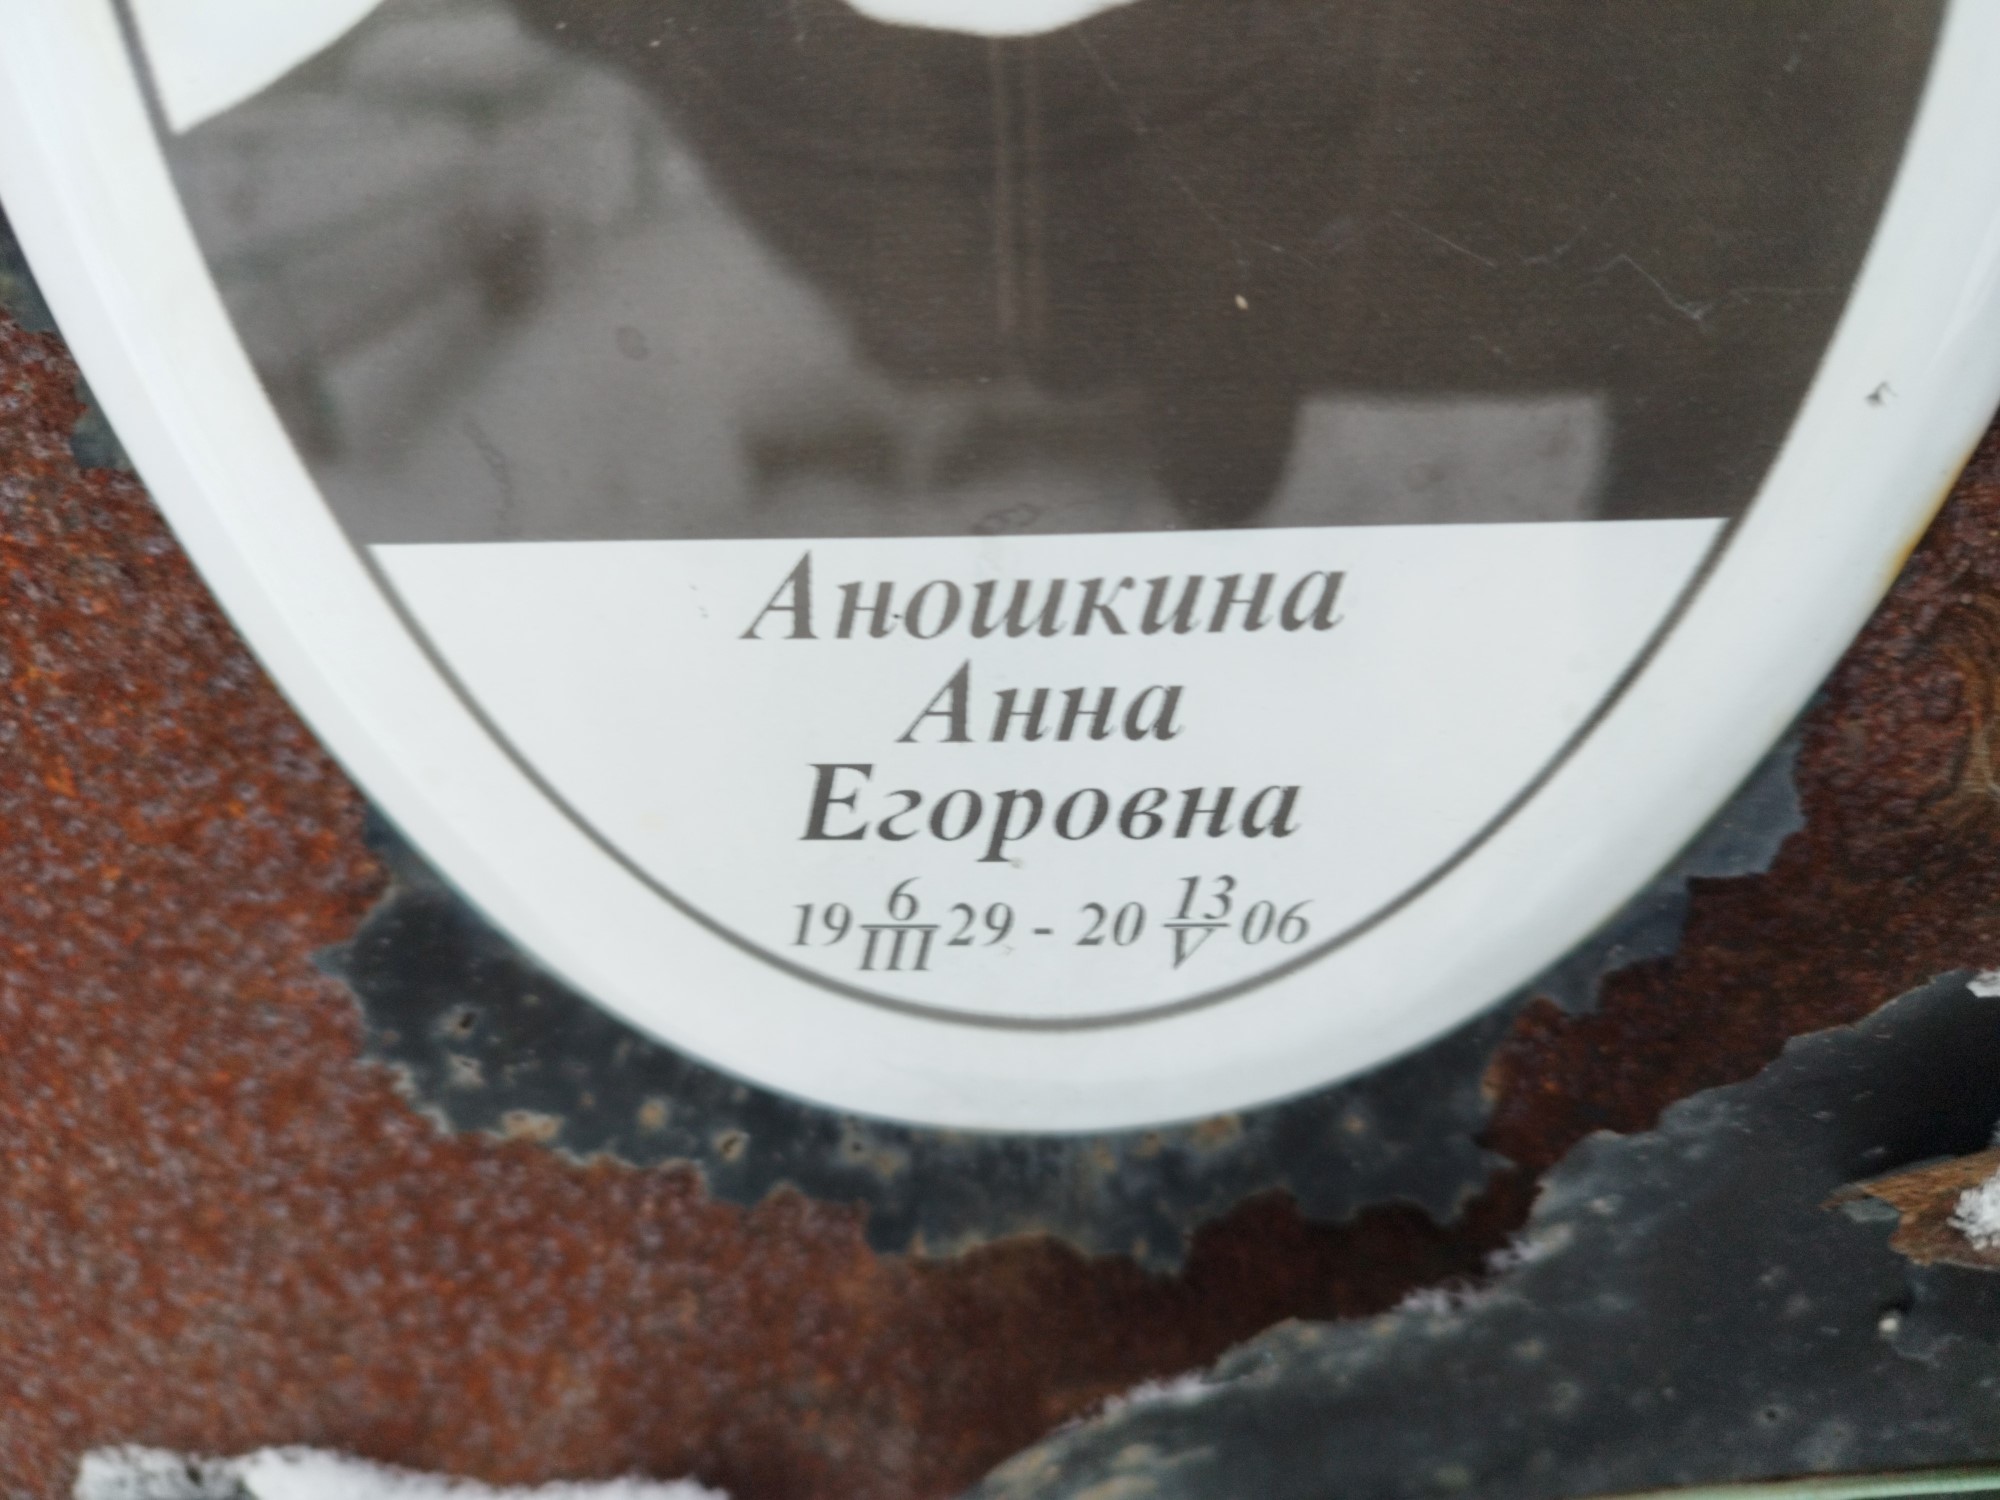 Аношкина
Анна
Егоровна
19 6/III 29 - 20 13/V 06